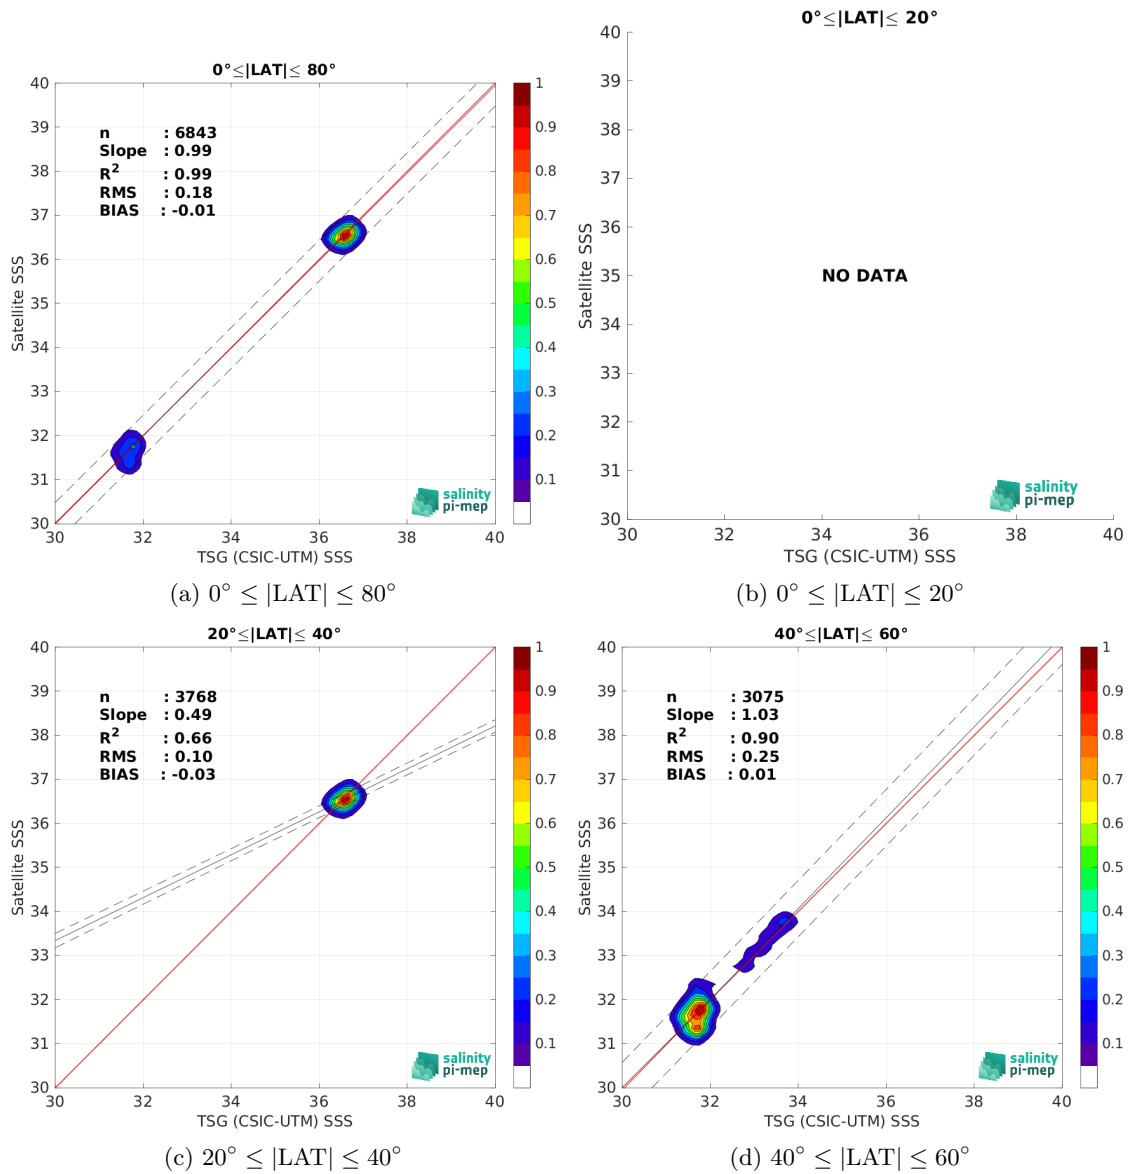 0°≤|LAT|≤ 80°
40
39
38
37
36
35
34
33
32
31
30
Satellite SSS
n : 6843
Slope : 0.99
R² : 0.99
RMS : 0.18
BIAS : -0.01
salinity
pi-mep
30 32 34 36 38 40
TSG (CSIC-UTM) SSS
1
0.9
0.8
0.7
0.6
0.5
0.4
0.3
0.2
0.1
(a) 0° ≤ |LAT| ≤ 80°
0°≤|LAT|≤ 20°
40
39
38
37
36
35
34
33
32
31
30
Satellite SSS
NO DATA
salinity
pi-mep
30 32 34 36 38 40
TSG (CSIC-UTM) SSS
(b) 0° ≤ |LAT| ≤ 20°
20°≤|LAT|≤ 40°
40
39
38
37
36
35
34
33
32
31
30
Satellite SSS
n : 3768
Slope : 0.49
R² : 0.66
RMS : 0.10
BIAS : -0.03
salinity
pi-mep
30 32 34 36 38 40
TSG (CSIC-UTM) SSS
1
0.9
0.8
0.7
0.6
0.5
0.4
0.3
0.2
0.1
(c) 20° ≤ |LAT| ≤ 40°
40°≤|LAT|≤ 60°
40
39
38
37
36
35
34
33
32
31
30
Satellite SSS
n : 3075
Slope : 1.03
R² : 0.90
RMS : 0.25
BIAS : 0.01
salinity
pi-mep
30 32 34 36 38 40
TSG (CSIC-UTM) SSS
1
0.9
0.8
0.7
0.6
0.5
0.4
0.3
0.2
0.1
(d) 40° ≤ |LAT| ≤ 60°